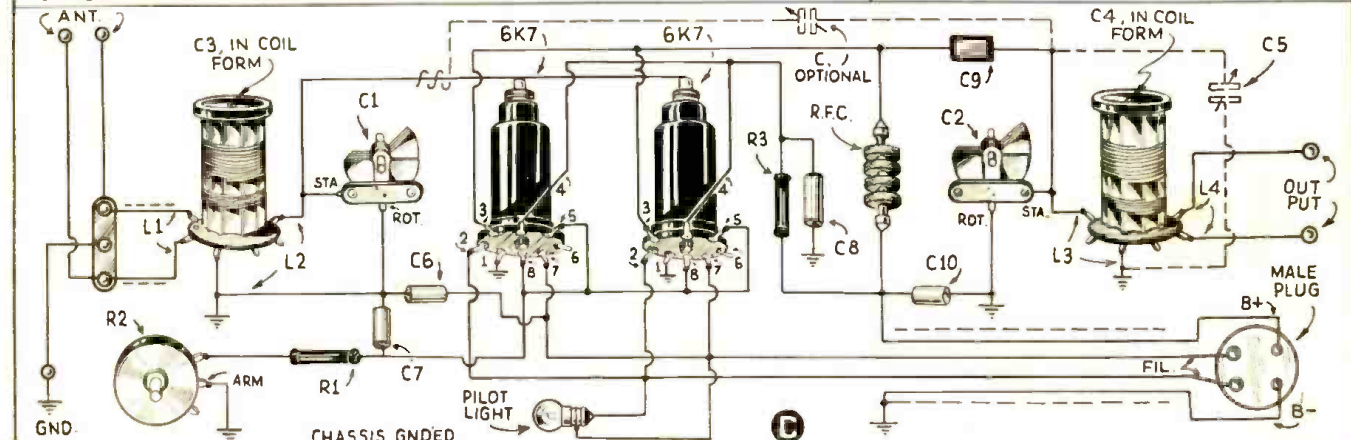 ANT.
C3, IN COIL
FORM
C1
STA.
ROT.
6K7
6K7
C,
OPTIONAL
C9
C4, IN COIL
FORM
C5
R.F.C.
C2
R3
C8
ROT.
STA.
L1
L2
L3
L4
OUT
PUT
3
4
5
2
1
8
7
6
3
4
5
2
1
8
7
6
C6
C10
MALE
PLUG
B+
R2
ARM
R1
C7
FIL.
B-
PILOT
LIGHT
GND.
CHASSIS GNDED